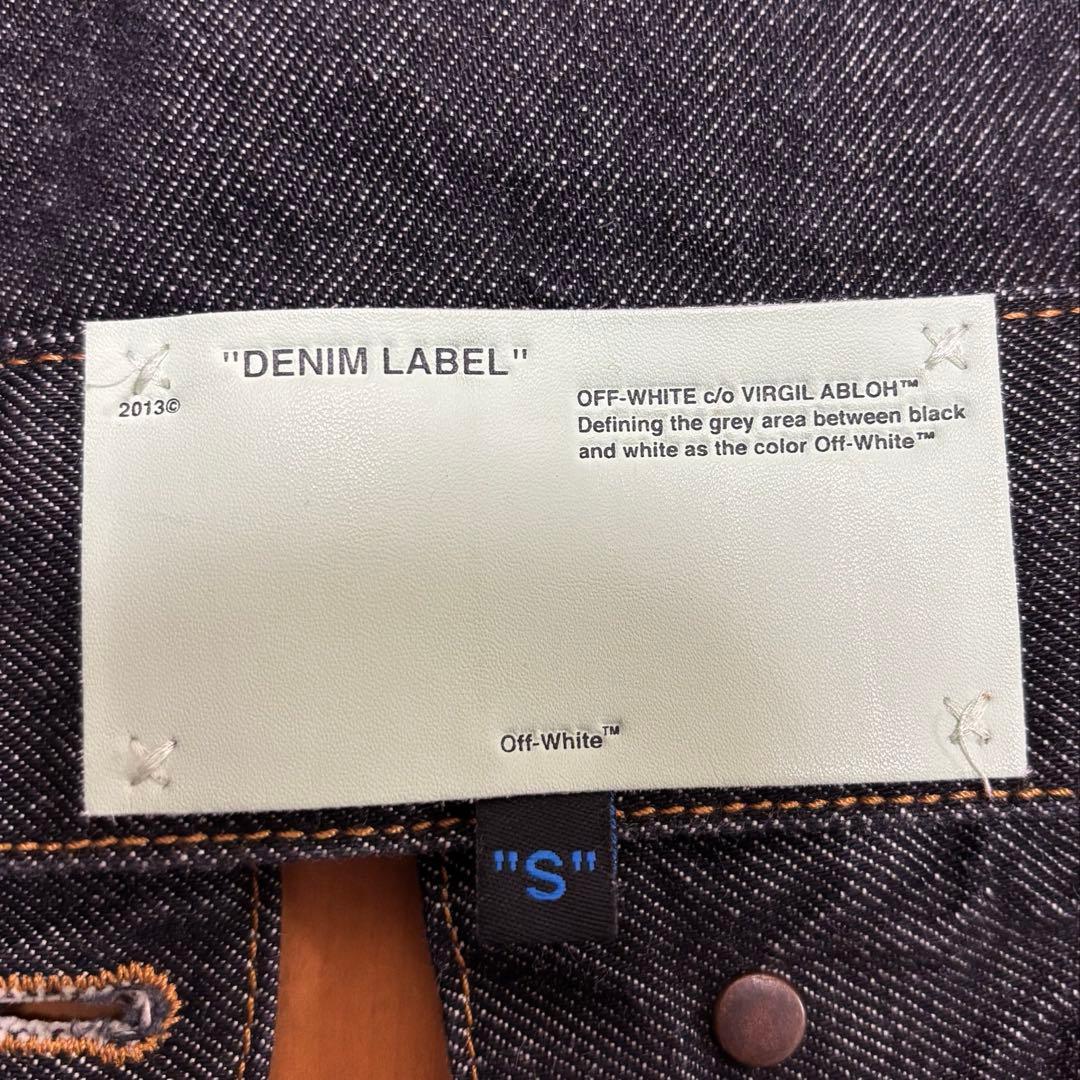 "DENIM LABEL"
2013©
OFF-WHITE c/o VIRGIL ABLOH™
Defining the grey area between black
and white as the color Off-White™
Off-White™
"S"